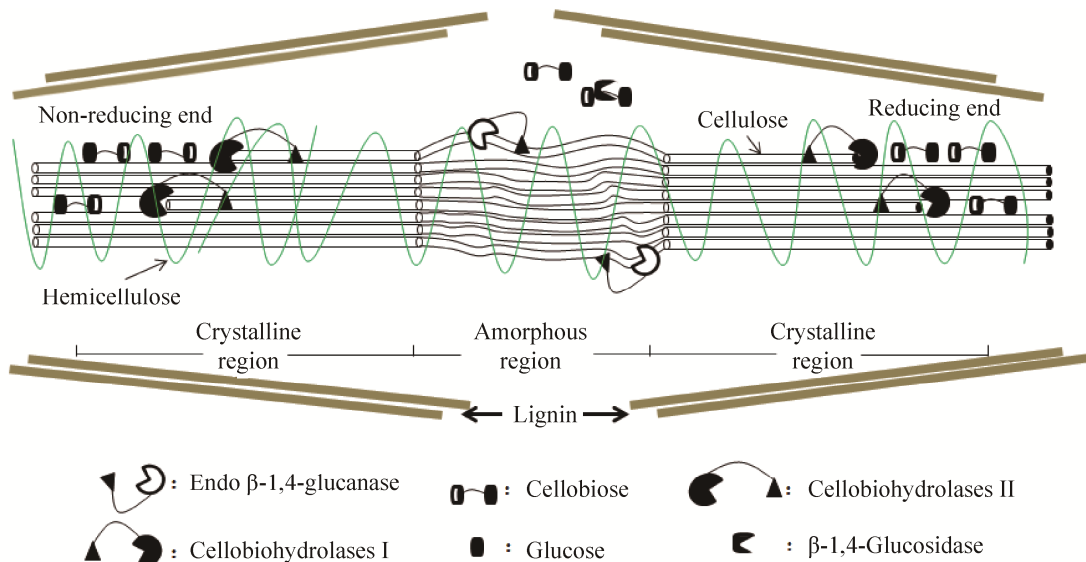 Non-reducing end
Cellulose
Reducing end
Hemicellulose
Crystalline
region
Amorphous
region
Crystalline
region
Lignin
: Endo β-1,4-glucanase
: Cellobiose
: Cellobiohydrolases II
: Cellobiohydrolases I
: Glucose
: β-1,4-Glucosidase